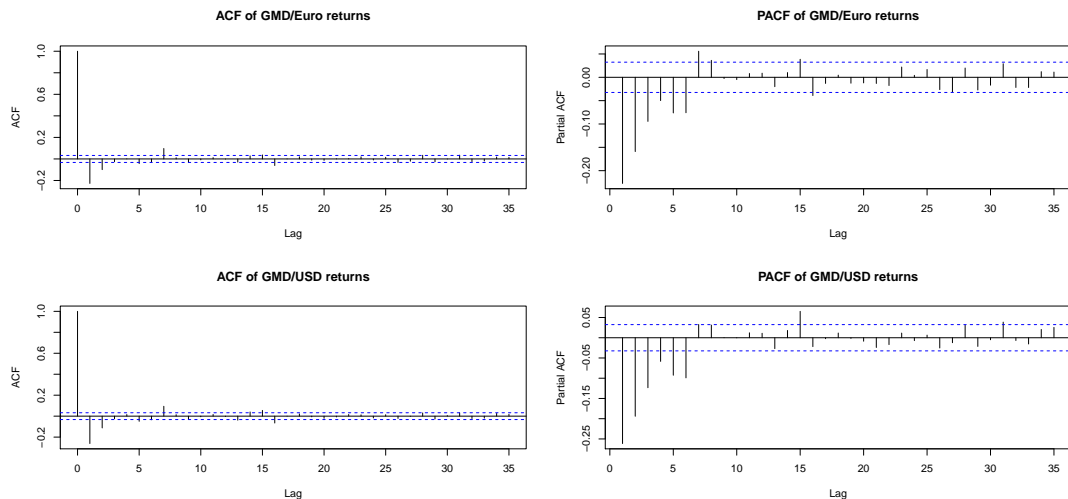 ACF of GMD/Euro returns
ACF
1.0
0.6
0.2
−0.2
0 5 10 15 20 25 30 35
Lag
PACF of GMD/Euro returns
Partial ACF
0.00
−0.10
−0.20
0 5 10 15 20 25 30 35
Lag
ACF of GMD/USD returns
ACF
1.0
0.6
0.2
−0.2
0 5 10 15 20 25 30 35
Lag
PACF of GMD/USD returns
Partial ACF
0.05
−0.05
−0.15
−0.25
0 5 10 15 20 25 30 35
Lag